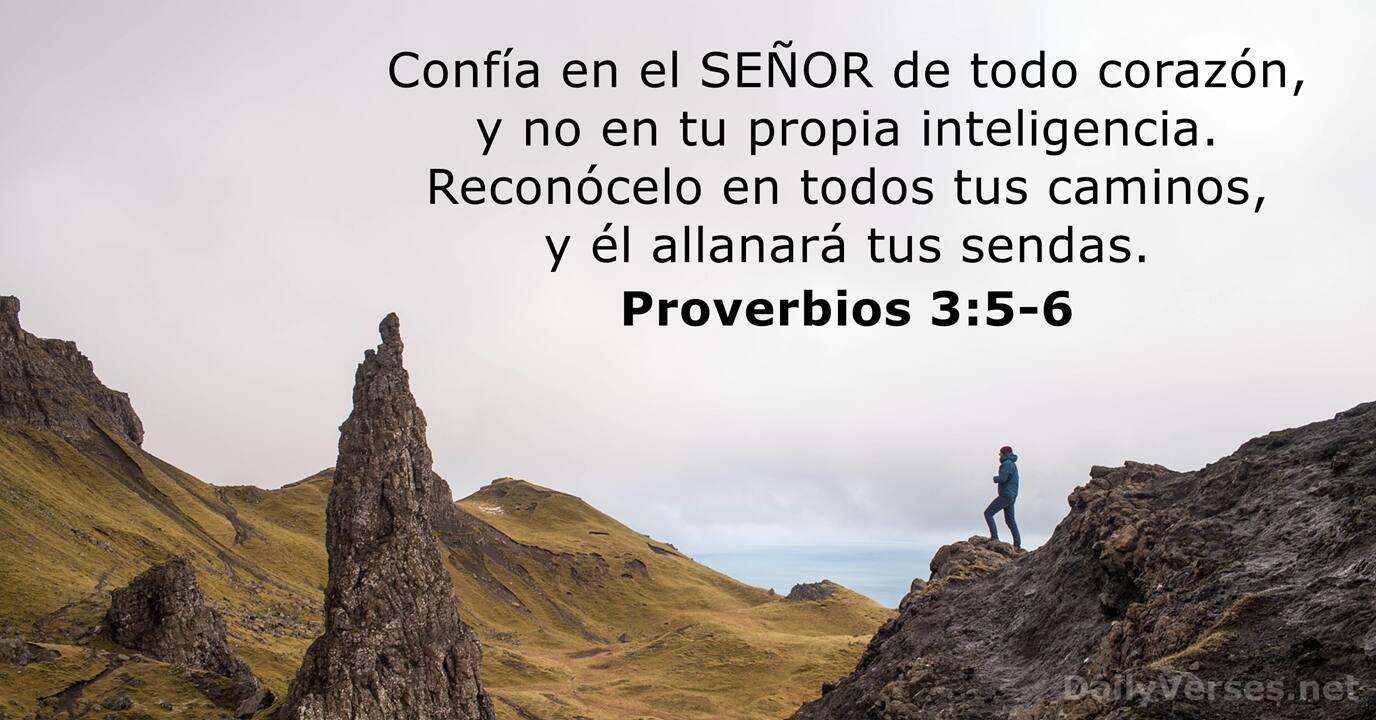 Confía en el SEÑOR de todo corazón,
y no en tu propia inteligencia.
Reconócelo en todos tus caminos,
y él allanará tus sendas.
Proverbios 3:5-6
DailyVerses.net